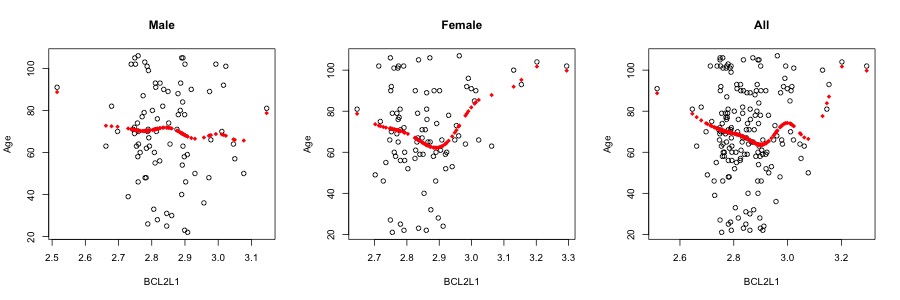 Male
Age
20 40 60 80 100
2.5 2.6 2.7 2.8 2.9 3.0 3.1
BCL2L1
Female
Age
20 40 60 80 100
2.7 2.8 2.9 3.0 3.1 3.2 3.3
BCL2L1
All
Age
20 40 60 80 100
2.6 2.8 3.0 3.2
BCL2L1